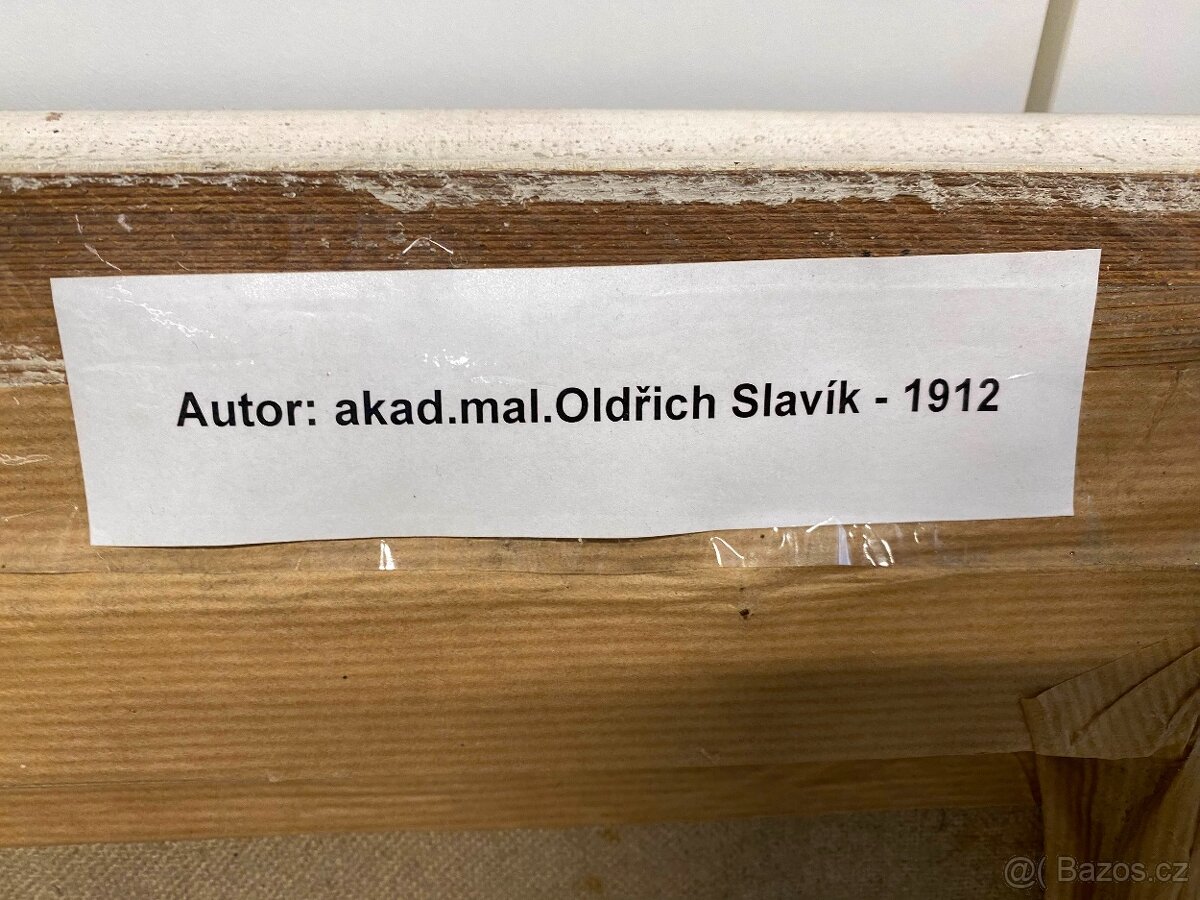 Autor: akad.mal.Oldřich Slavík - 1912
@( Bazos.cz